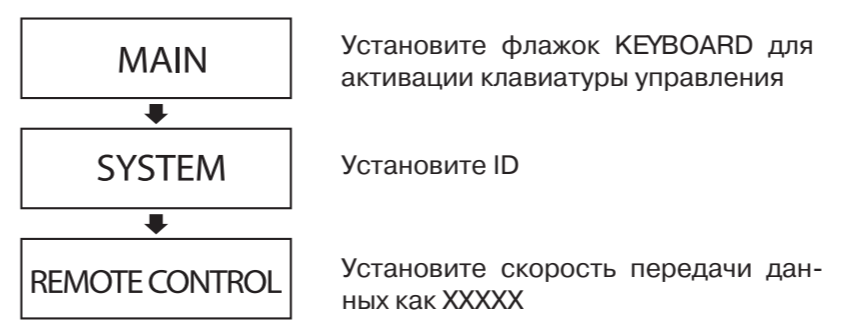 MAIN
Установите флажок KEYBOARD для
активации клавиатуры управления
SYSTEM
Установите ID
REMOTE CONTROL
Установите скорость передачи дан-
ных как XXXXX